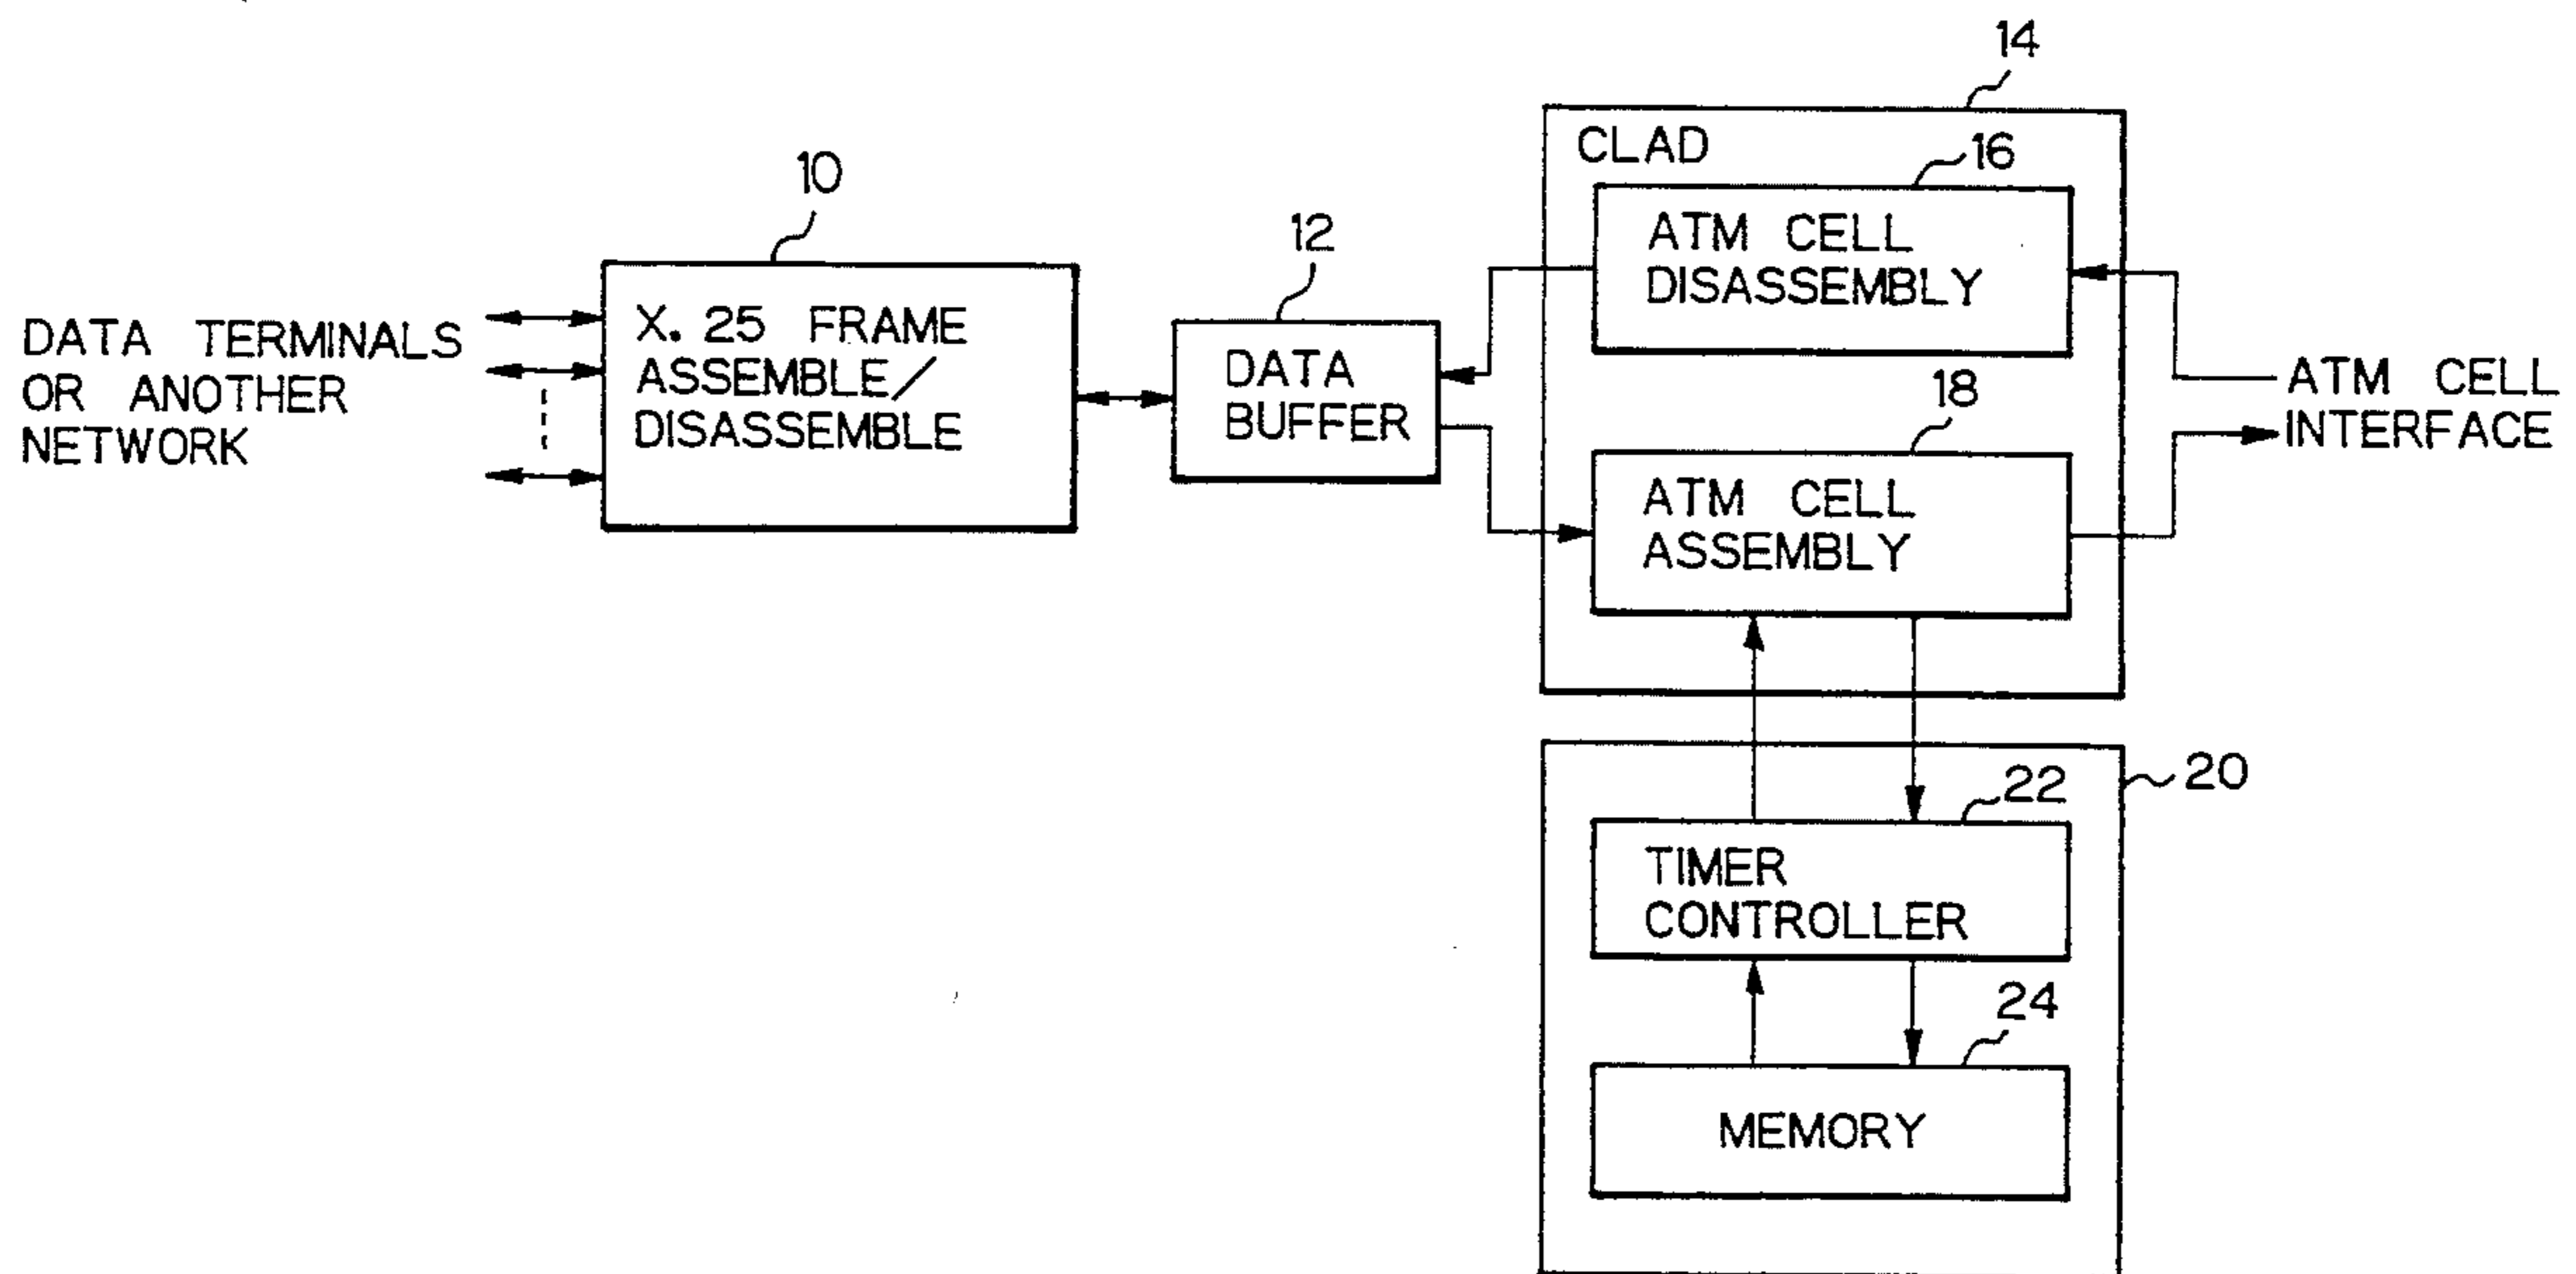 14
CLAD
16
10
ATM CELL
DISASSEMBLY
12
X. 25 FRAME
ASSEMBLE/
DISASSEMBLE
DATA TERMINALS
OR ANOTHER
NETWORK
DATA
BUFFER
ATM CELL
INTERFACE
18
ATM CELL
ASSEMBLY
20
22
TIMER
CONTROLLER
24
MEMORY